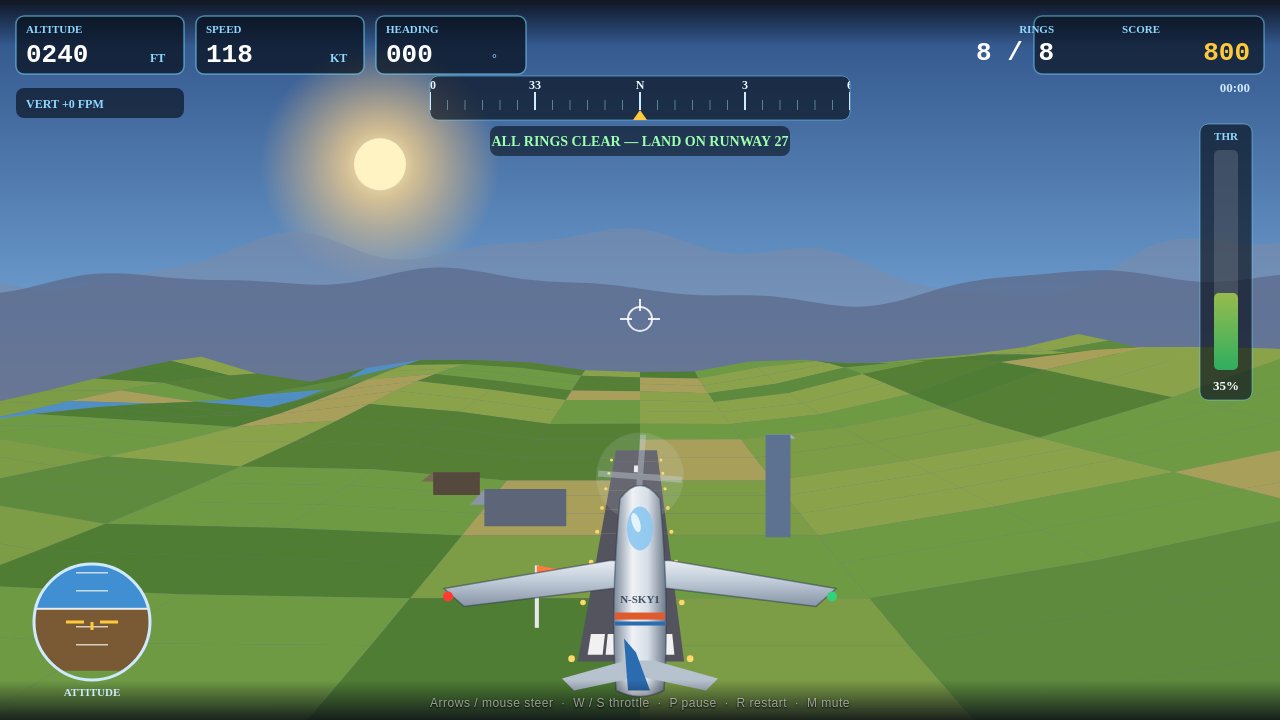 ALTITUDE
0240 FT
SPEED
118 KT
HEADING
000 °
RINGS
8 / 8
SCORE
800
00:00
VERT +0 FPM
0 33 N 3 6
ALL RINGS CLEAR — LAND ON RUNWAY 27
THR
35%
N-SKY1
ATTITUDE
Arrows / mouse steer · W / S throttle · P pause · R restart · M mute